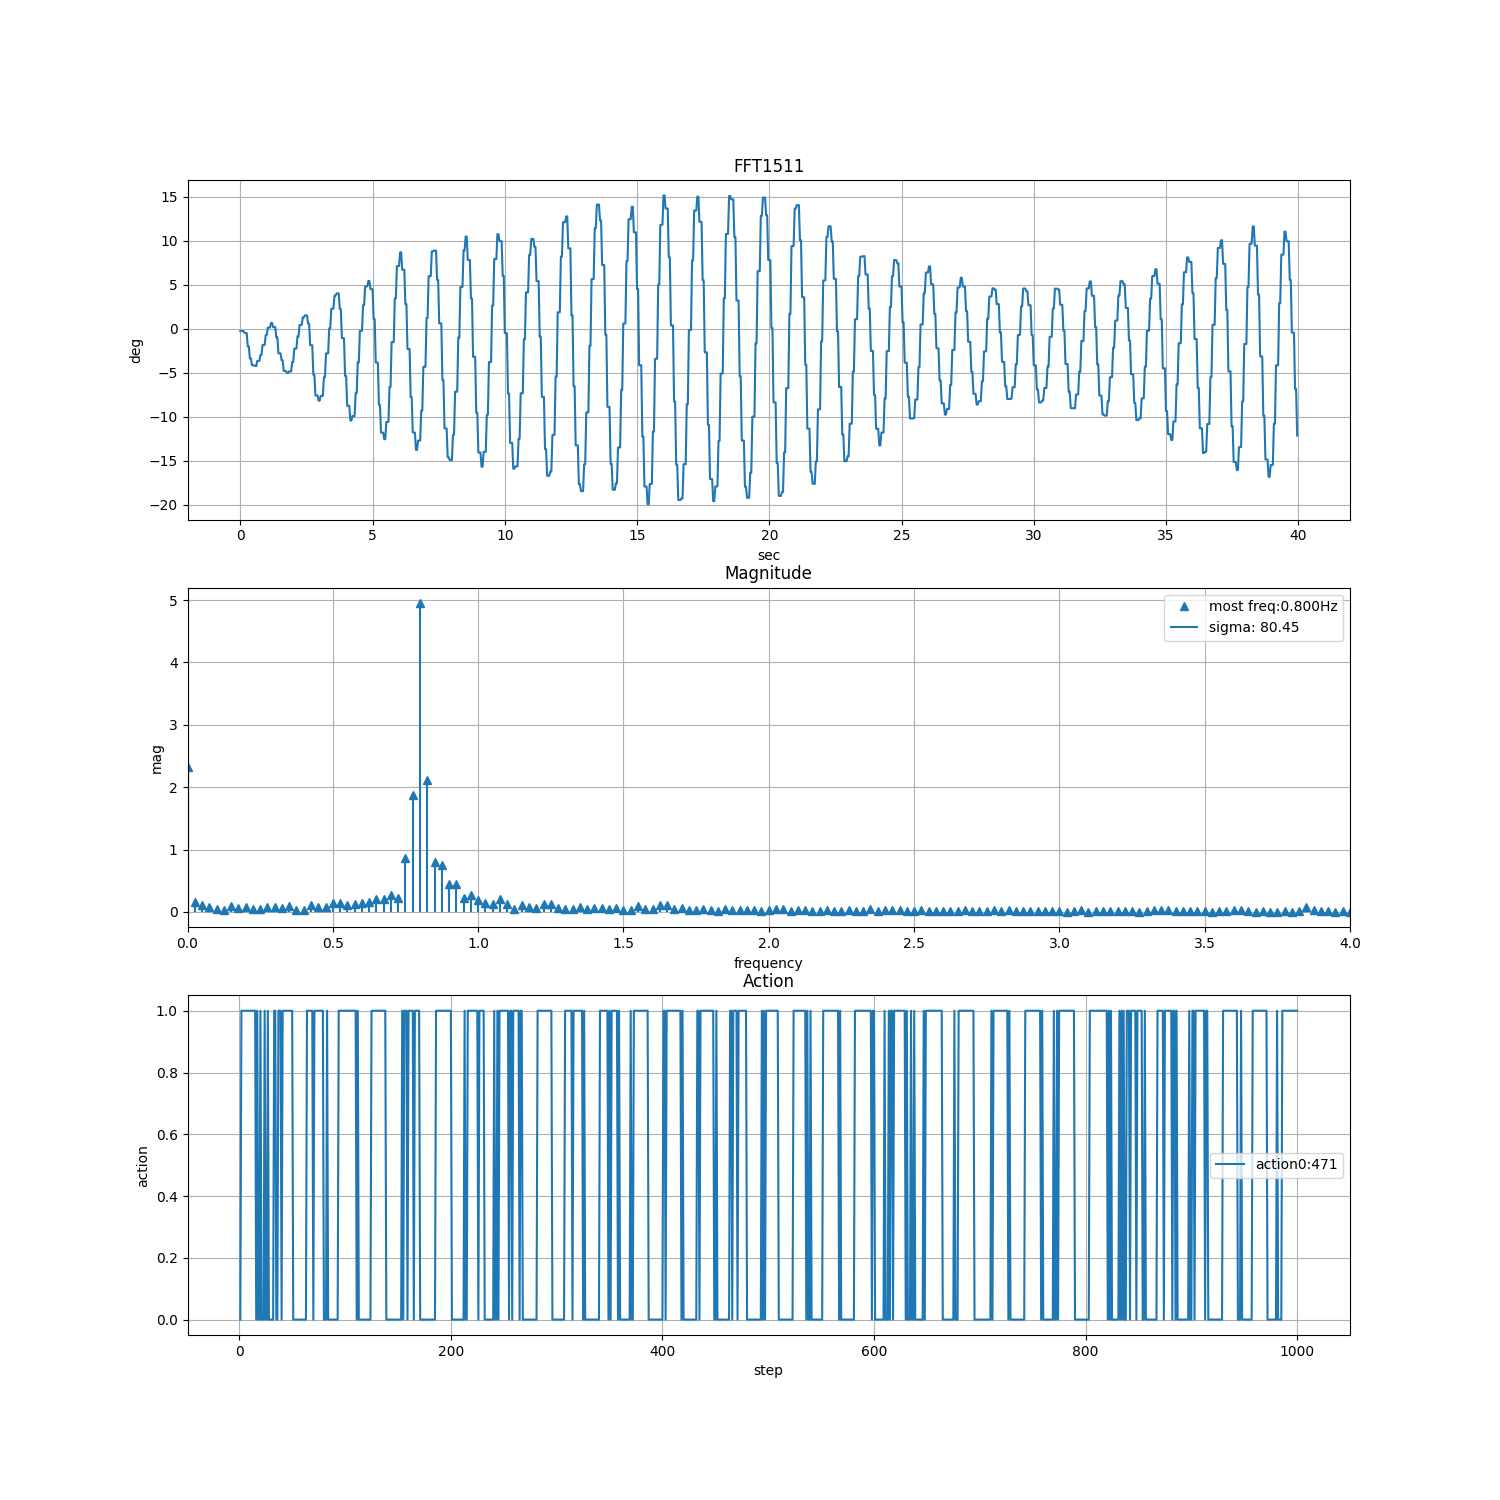 FFT1511
15
10
5
0
−5
−10
−15
−20
deg
0 5 10 15 20 25 30 35 40
sec
Magnitude
5
4
3
2
1
0
mag
most freq:0.800Hz
sigma: 80.45
0.0 0.5 1.0 1.5 2.0 2.5 3.0 3.5 4.0
frequency
Action
1.0
0.8
0.6
0.4
0.2
0.0
action
action0:471
0 200 400 600 800 1000
step